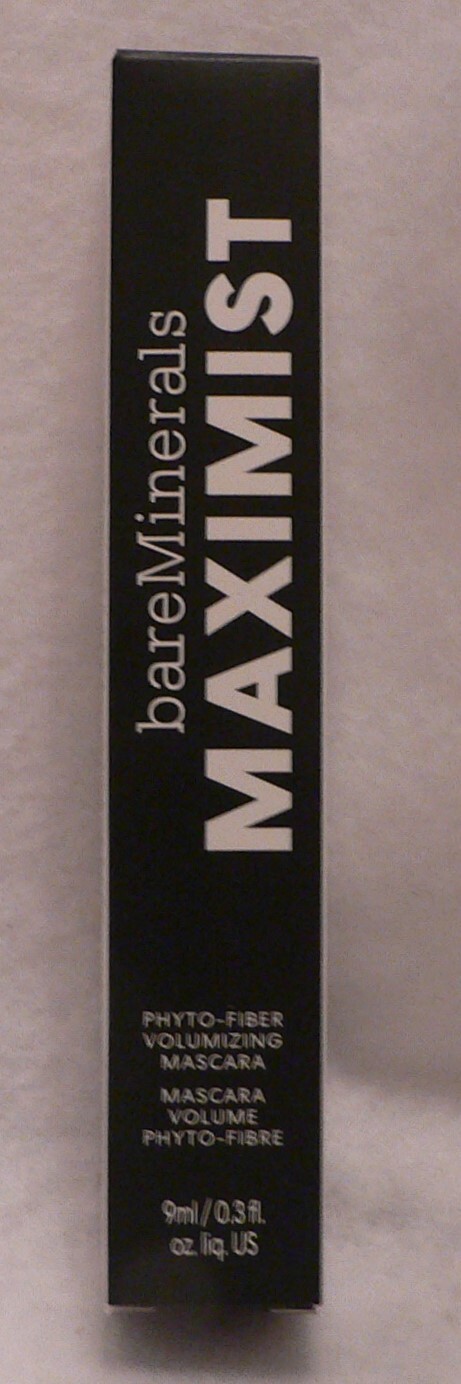 bareMinerals
MAXIMIST
PHYTO-FIBER
VOLUMIZING
MASCARA
MASCARA
VOLUME
PHYTO-FIBRE
9ml/0.3 fl.
oz. liq. US